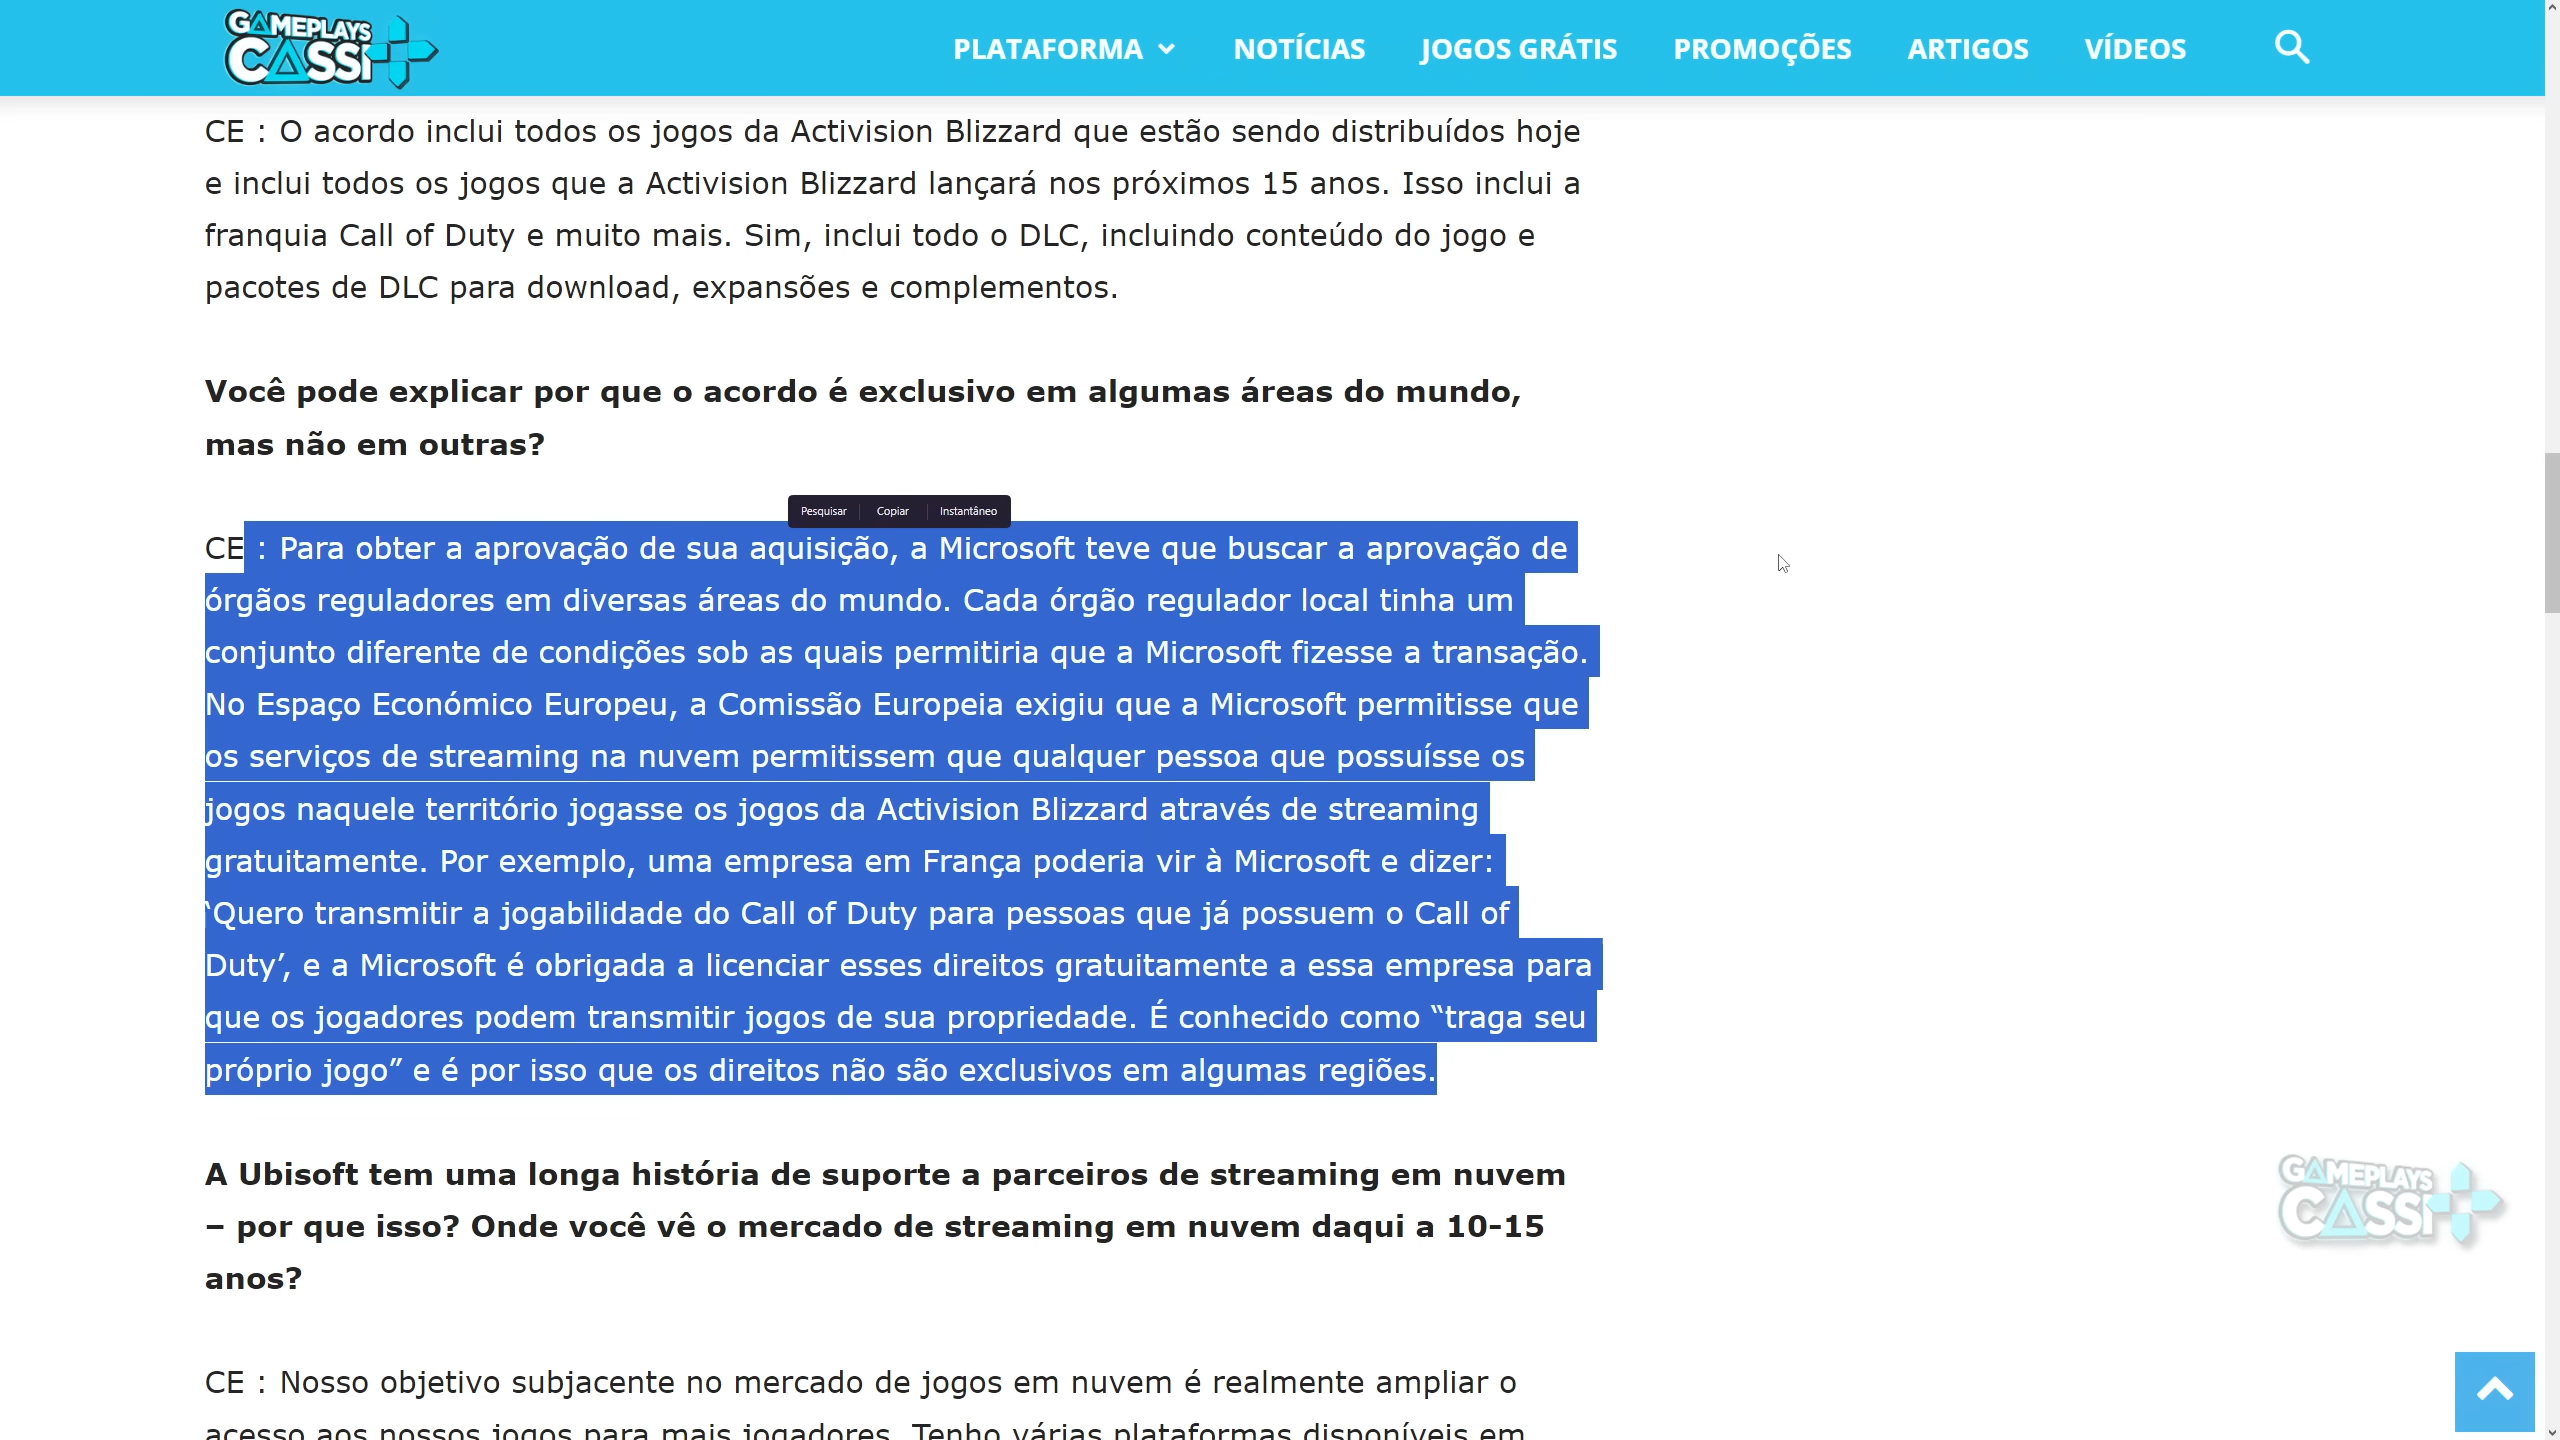 GAMEPLAYS
CASSI
PLATAFORMA
NOTÍCIAS
JOGOS GRÁTIS
PROMOÇÕES
ARTIGOS
VÍDEOS
CE : O acordo inclui todos os jogos da Activision Blizzard que estão sendo distribuídos hoje
e inclui todos os jogos que a Activision Blizzard lançará nos próximos 15 anos. Isso inclui a
franquia Call of Duty e muito mais. Sim, inclui todo o DLC, incluindo conteúdo do jogo e
pacotes de DLC para download, expansões e complementos.
Você pode explicar por que o acordo é exclusivo em algumas áreas do mundo,
mas não em outras?
Pesquisar
Copiar
Instantâneo
CE : Para obter a aprovação de sua aquisição, a Microsoft teve que buscar a aprovação de
órgãos reguladores em diversas áreas do mundo. Cada órgão regulador local tinha um
conjunto diferente de condições sob as quais permitiria que a Microsoft fizesse a transação.
No Espaço Económico Europeu, a Comissão Europeia exigiu que a Microsoft permitisse que
os serviços de streaming na nuvem permitissem que qualquer pessoa que possuísse os
jogos naquele território jogasse os jogos da Activision Blizzard através de streaming
gratuitamente. Por exemplo, uma empresa em França poderia vir à Microsoft e dizer:
‘Quero transmitir a jogabilidade do Call of Duty para pessoas que já possuem o Call of
Duty’, e a Microsoft é obrigada a licenciar esses direitos gratuitamente a essa empresa para
que os jogadores podem transmitir jogos de sua propriedade. É conhecido como “traga seu
próprio jogo” e é por isso que os direitos não são exclusivos em algumas regiões.
A Ubisoft tem uma longa história de suporte a parceiros de streaming em nuvem
– por que isso? Onde você vê o mercado de streaming em nuvem daqui a 10-15
anos?
GAMEPLAYS
CASSI
CE : Nosso objetivo subjacente no mercado de jogos em nuvem é realmente ampliar o
acesso aos nossos jogos para mais jogadores. Tenho várias plataformas disponíveis em